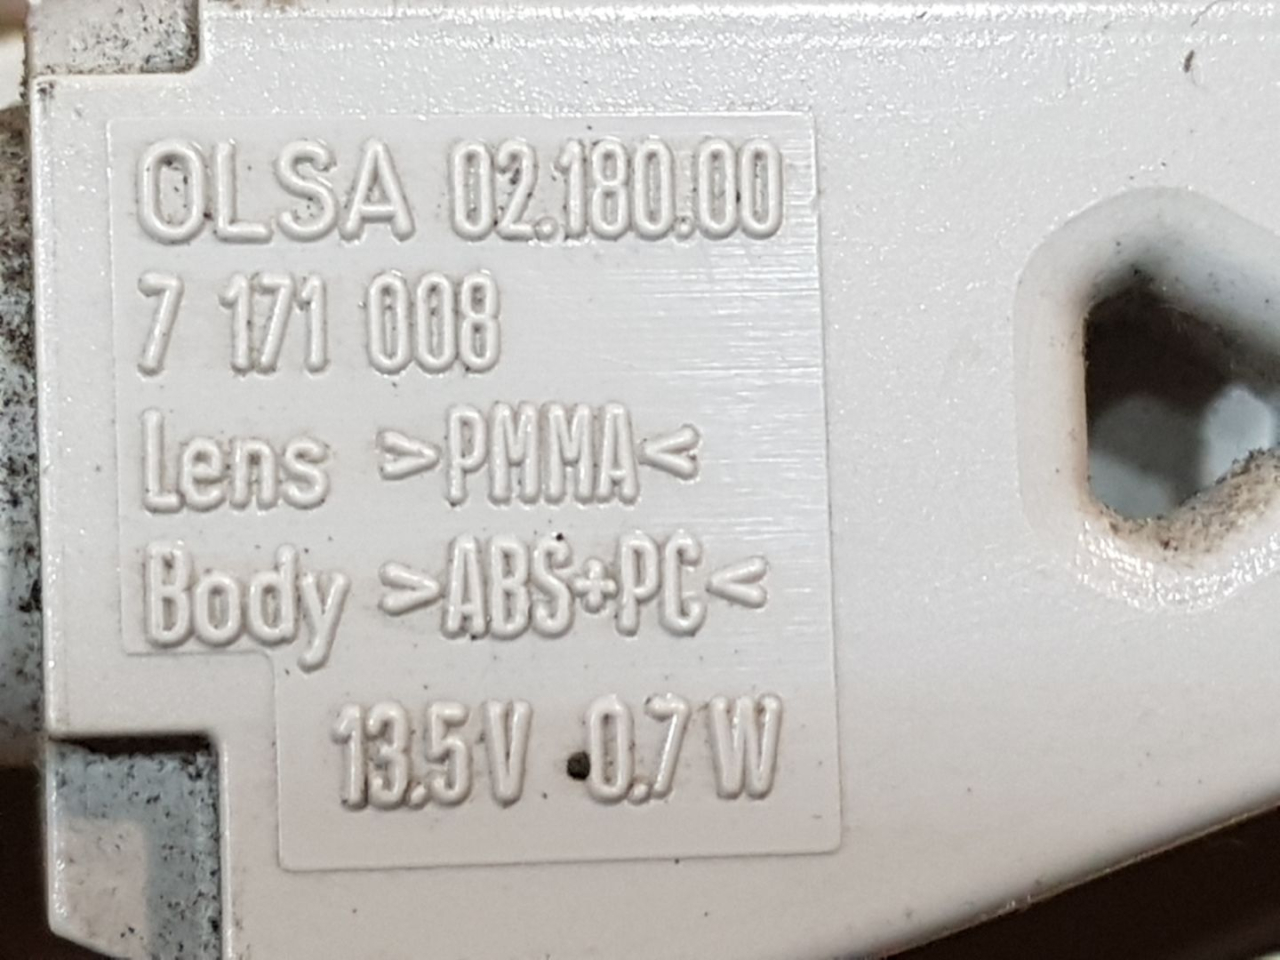 OLSA 02.180.00
7 171 008
Lens >PMMA<
Body >ABS+PC<
13.5V 0.7W